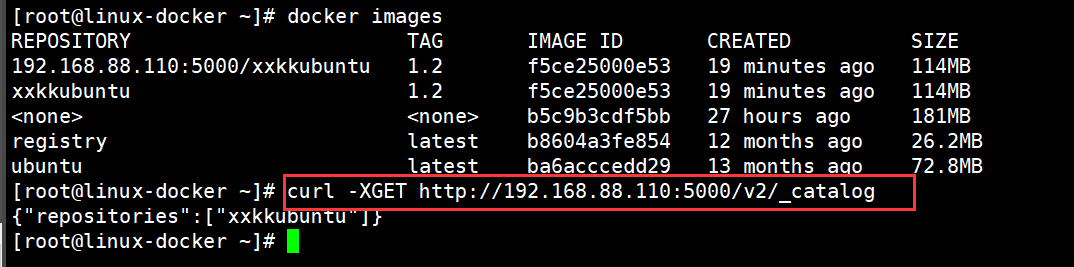 [root@linux-docker ~]# docker images
REPOSITORY TAG IMAGE ID CREATED SIZE
192.168.88.110:5000/xxkkubuntu 1.2 f5ce25000e53 19 minutes ago 114MB
xxkkubuntu 1.2 f5ce25000e53 19 minutes ago 114MB
<none> <none> b5c9b3cdf5bb 27 hours ago 181MB
registry latest b8604a3fe854 12 months ago 26.2MB
ubuntu latest ba6acccedd29 13 months ago 72.8MB
[root@linux-docker ~]# curl -XGET http://192.168.88.110:5000/v2/_catalog
{"repositories":["xxkkubuntu"]}
[root@linux-docker ~]#